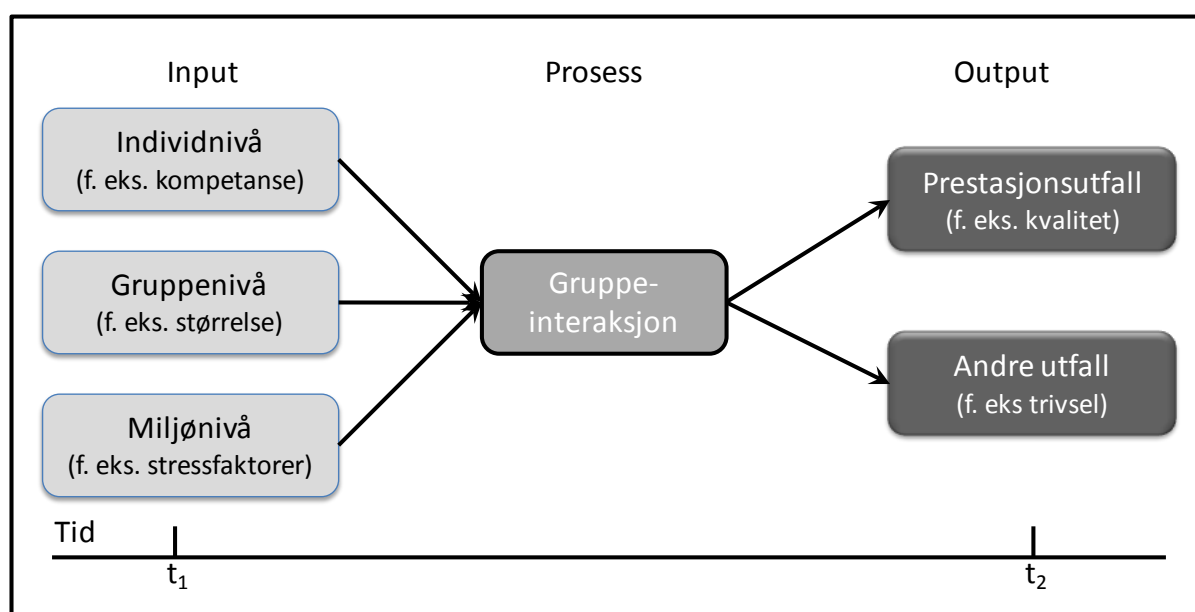 Input
Prosess
Output
Individnivå
(f. eks. kompetanse)
Gruppenivå
(f. eks. størrelse)
Miljønivå
(f. eks. stressfaktorer)
Gruppe-
interaksjon
Prestasjonsutfall
(f. eks. kvalitet)
Andre utfall
(f. eks trivsel)
Tid
t₁
t₂